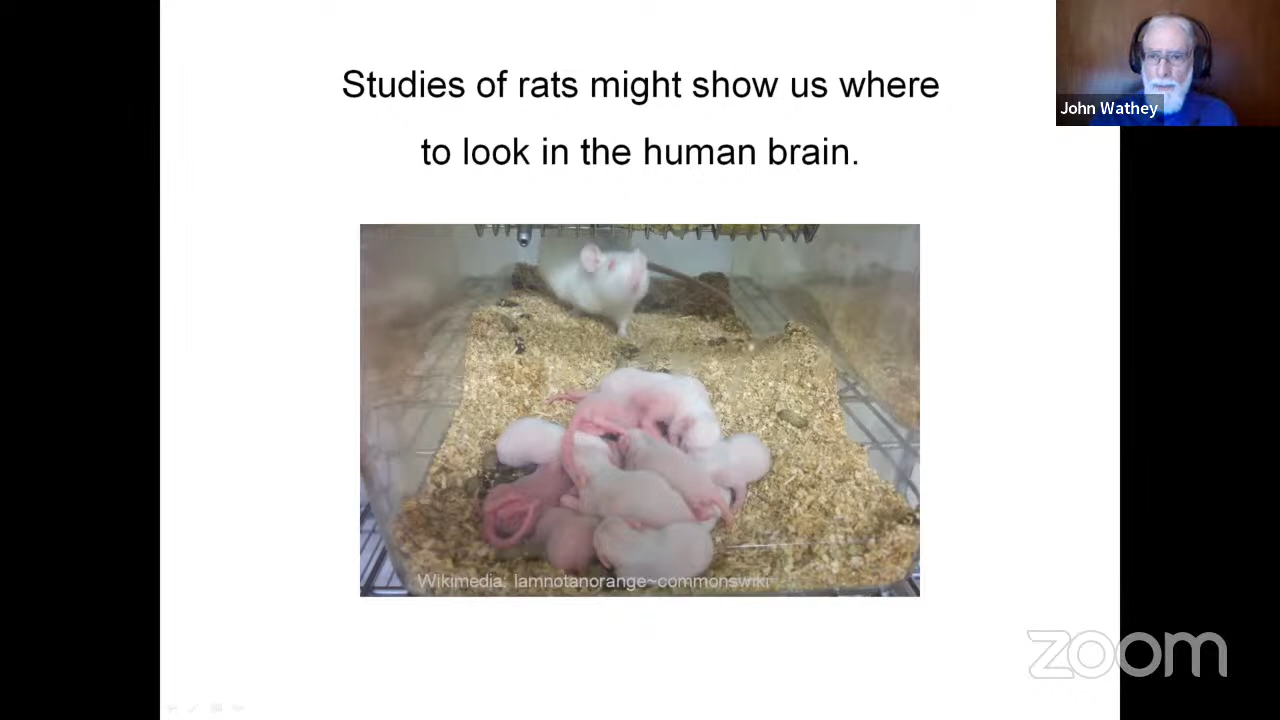 Studies of rats might show us where
to look in the human brain.
John Wathey
Wikimedia: Iamnotanorange~commonswiki
zoom